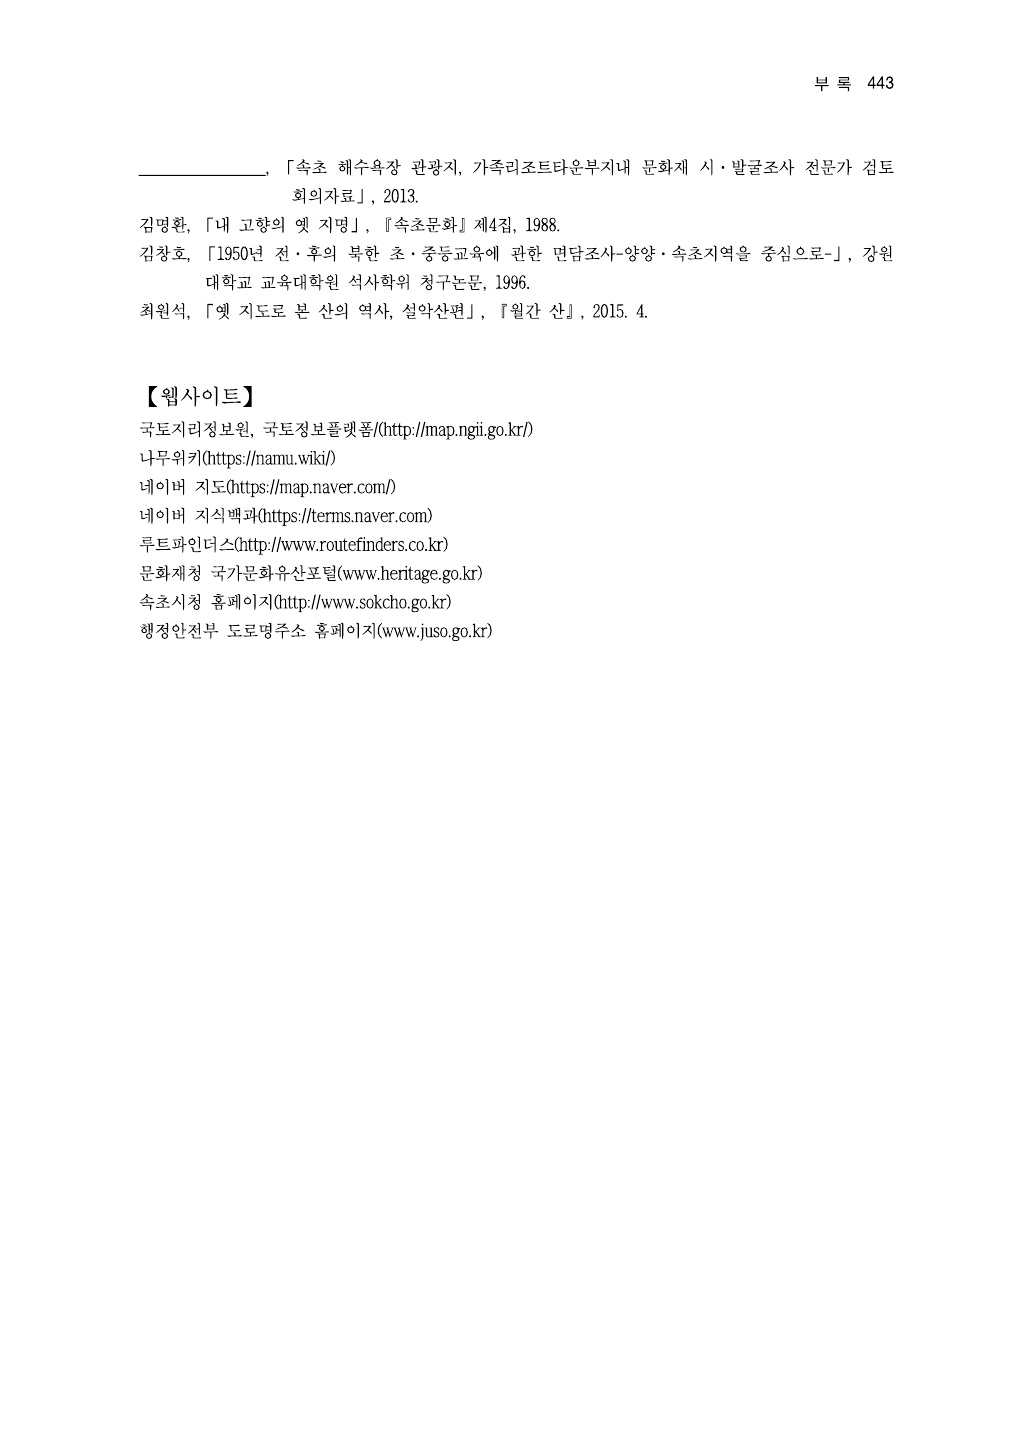 부 록 443
________________, 「속초 해수욕장 관광지, 가족리조트타운부지내 문화재 시·발굴조사 전문가 검토
회의자료」, 2013.
김명환, 「내 고향의 옛 지명」, 『속초문화』제4집, 1988.
김창호, 「1950년 전·후의 북한 초·중등교육에 관한 면담조사-양양·속초지역을 중심으로-」, 강원
대학교 교육대학원 석사학위 청구논문, 1996.
최원석, 「옛 지도로 본 산의 역사, 설악산편」, 『월간 산』, 2015. 4.
【웹사이트】
국토지리정보원, 국토정보플랫폼/(http://map.ngii.go.kr/)
나무위키(https://namu.wiki/)
네이버 지도(https://map.naver.com/)
네이버 지식백과(https://terms.naver.com)
루트파인더스(http://www.routefinders.co.kr)
문화재청 국가문화유산포털(www.heritage.go.kr)
속초시청 홈페이지(http://www.sokcho.go.kr)
행정안전부 도로명주소 홈페이지(www.juso.go.kr)